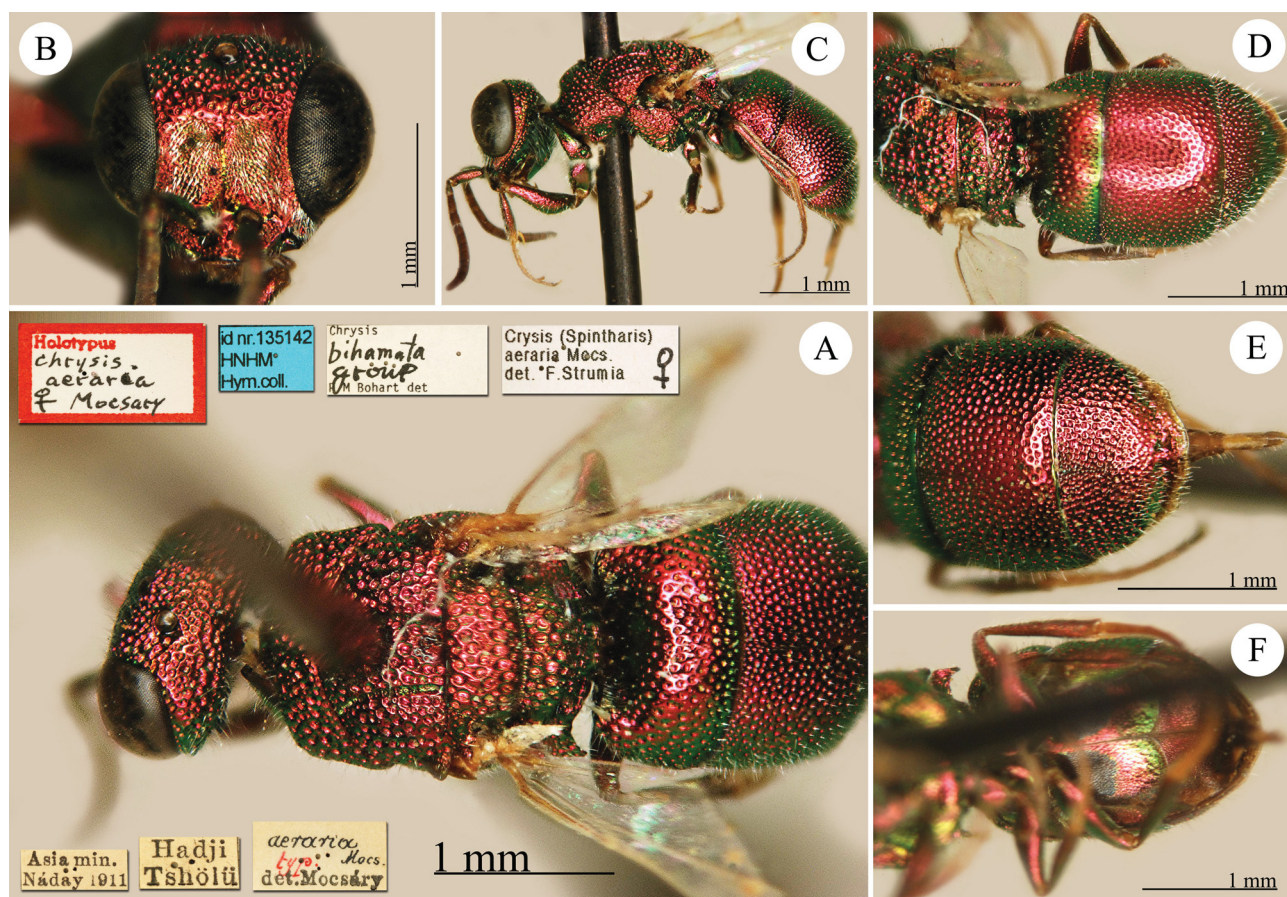 B
1 mm
C
1 mm
D
1 mm
Holotypus
chrysis
aeraria
♀ Mocsary
id nr.135142
HNHM
Hym.coll.
Chrysis
bihamata
group
R M Bohart det
Crysis (Spintharis)
aeraria Mocs.
det. F.Strumia ♀
A
E
1 mm
F
1 mm
Asia min.
Náday 1911
Hadji
Tshölü
aeraria
Mocs.
typ.
det.Mocsáry
1 mm